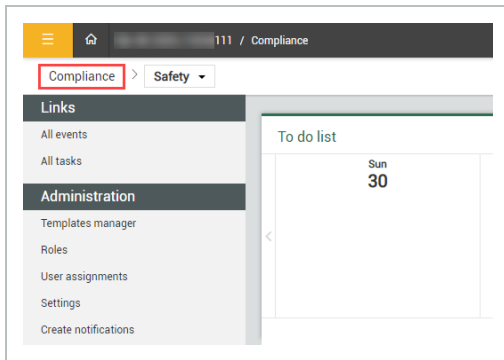 111 / Compliance
Compliance > Safety
Links
All events
All tasks
Administration
Templates manager
Roles
User assignments
Settings
Create notifications
To do list
Sun
30